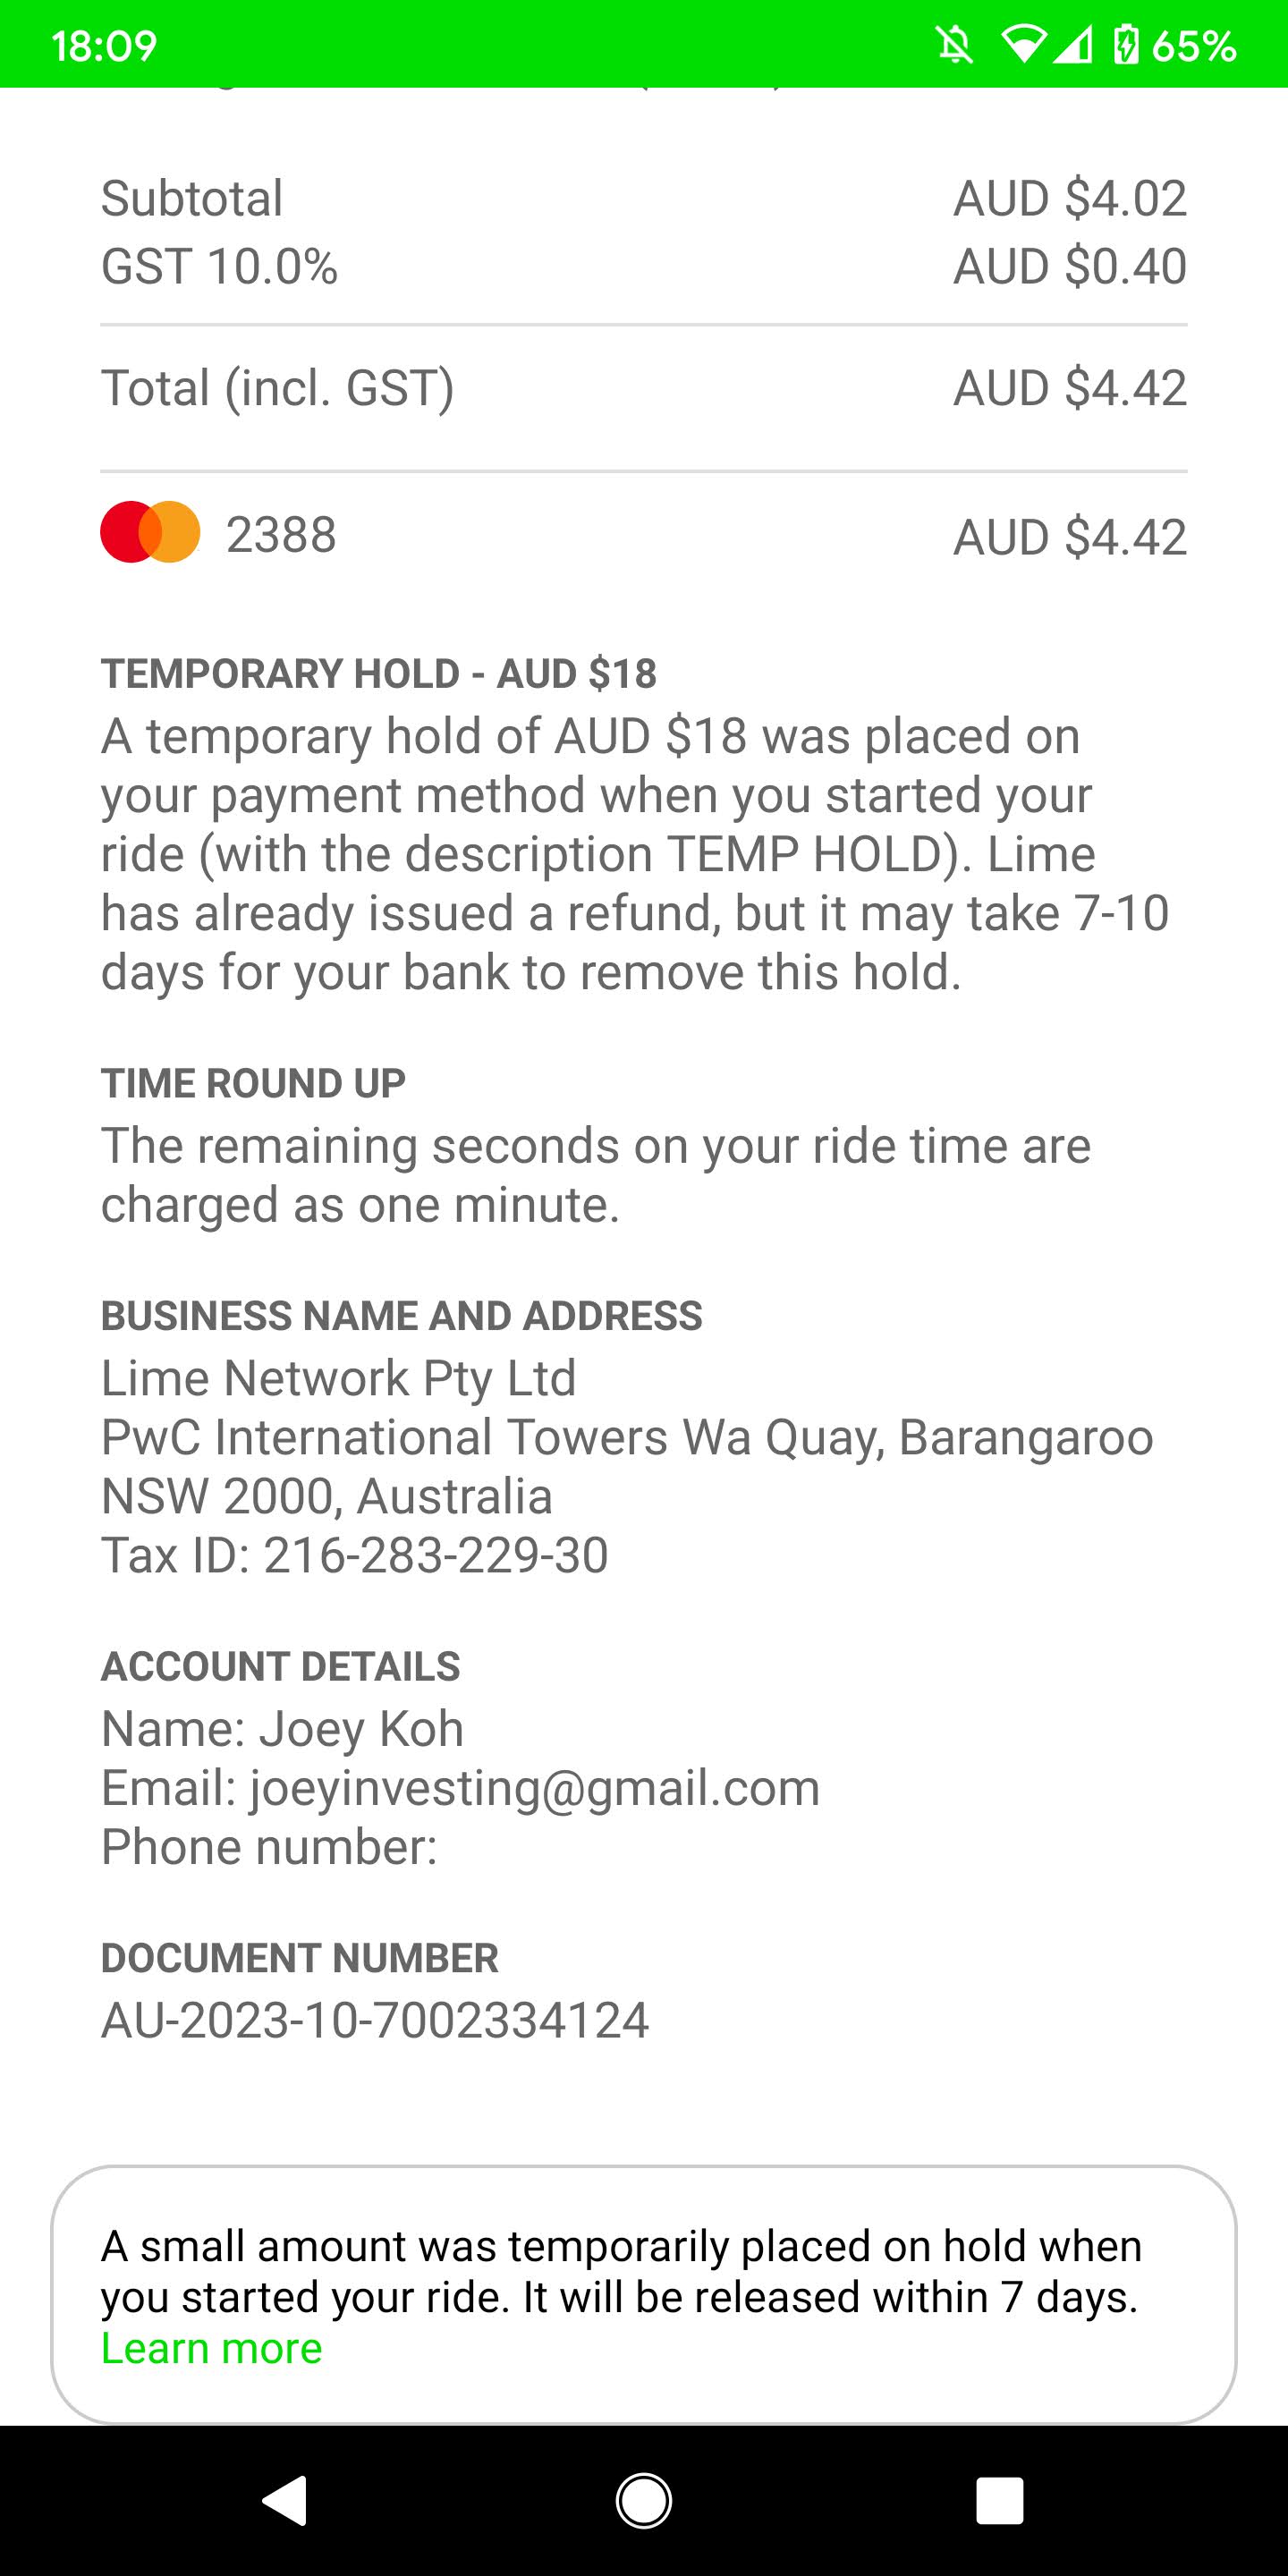 18:09
65%
Subtotal AUD $4.02
GST 10.0% AUD $0.40
Total (incl. GST) AUD $4.42
2388 AUD $4.42
TEMPORARY HOLD - AUD $18
A temporary hold of AUD $18 was placed on
your payment method when you started your
ride (with the description TEMP HOLD). Lime
has already issued a refund, but it may take 7-10
days for your bank to remove this hold.
TIME ROUND UP
The remaining seconds on your ride time are
charged as one minute.
BUSINESS NAME AND ADDRESS
Lime Network Pty Ltd
PwC International Towers Wa Quay, Barangaroo
NSW 2000, Australia
Tax ID: 216-283-229-30
ACCOUNT DETAILS
Name: Joey Koh
Email: joeyinvesting@gmail.com
Phone number:
DOCUMENT NUMBER
AU-2023-10-7002334124
A small amount was temporarily placed on hold when
you started your ride. It will be released within 7 days.
Learn more